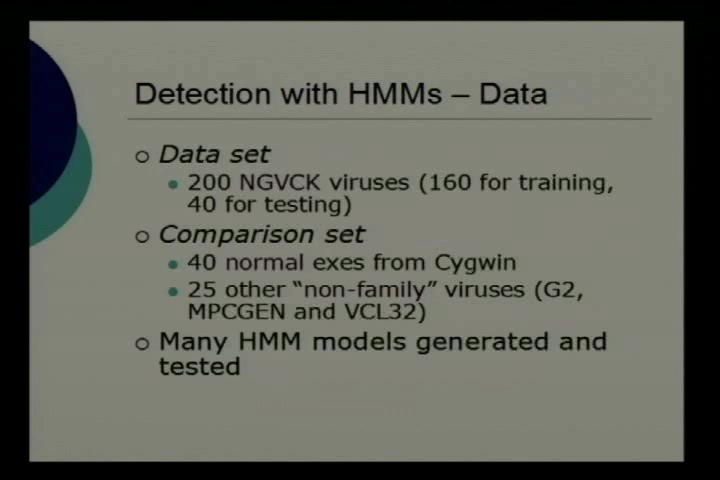 Detection with HMMs – Data
Data set
200 NGVCK viruses (160 for training,
40 for testing)
Comparison set
40 normal exes from Cygwin
25 other “non-family” viruses (G2,
MPCGEN and VCL32)
Many HMM models generated and
tested